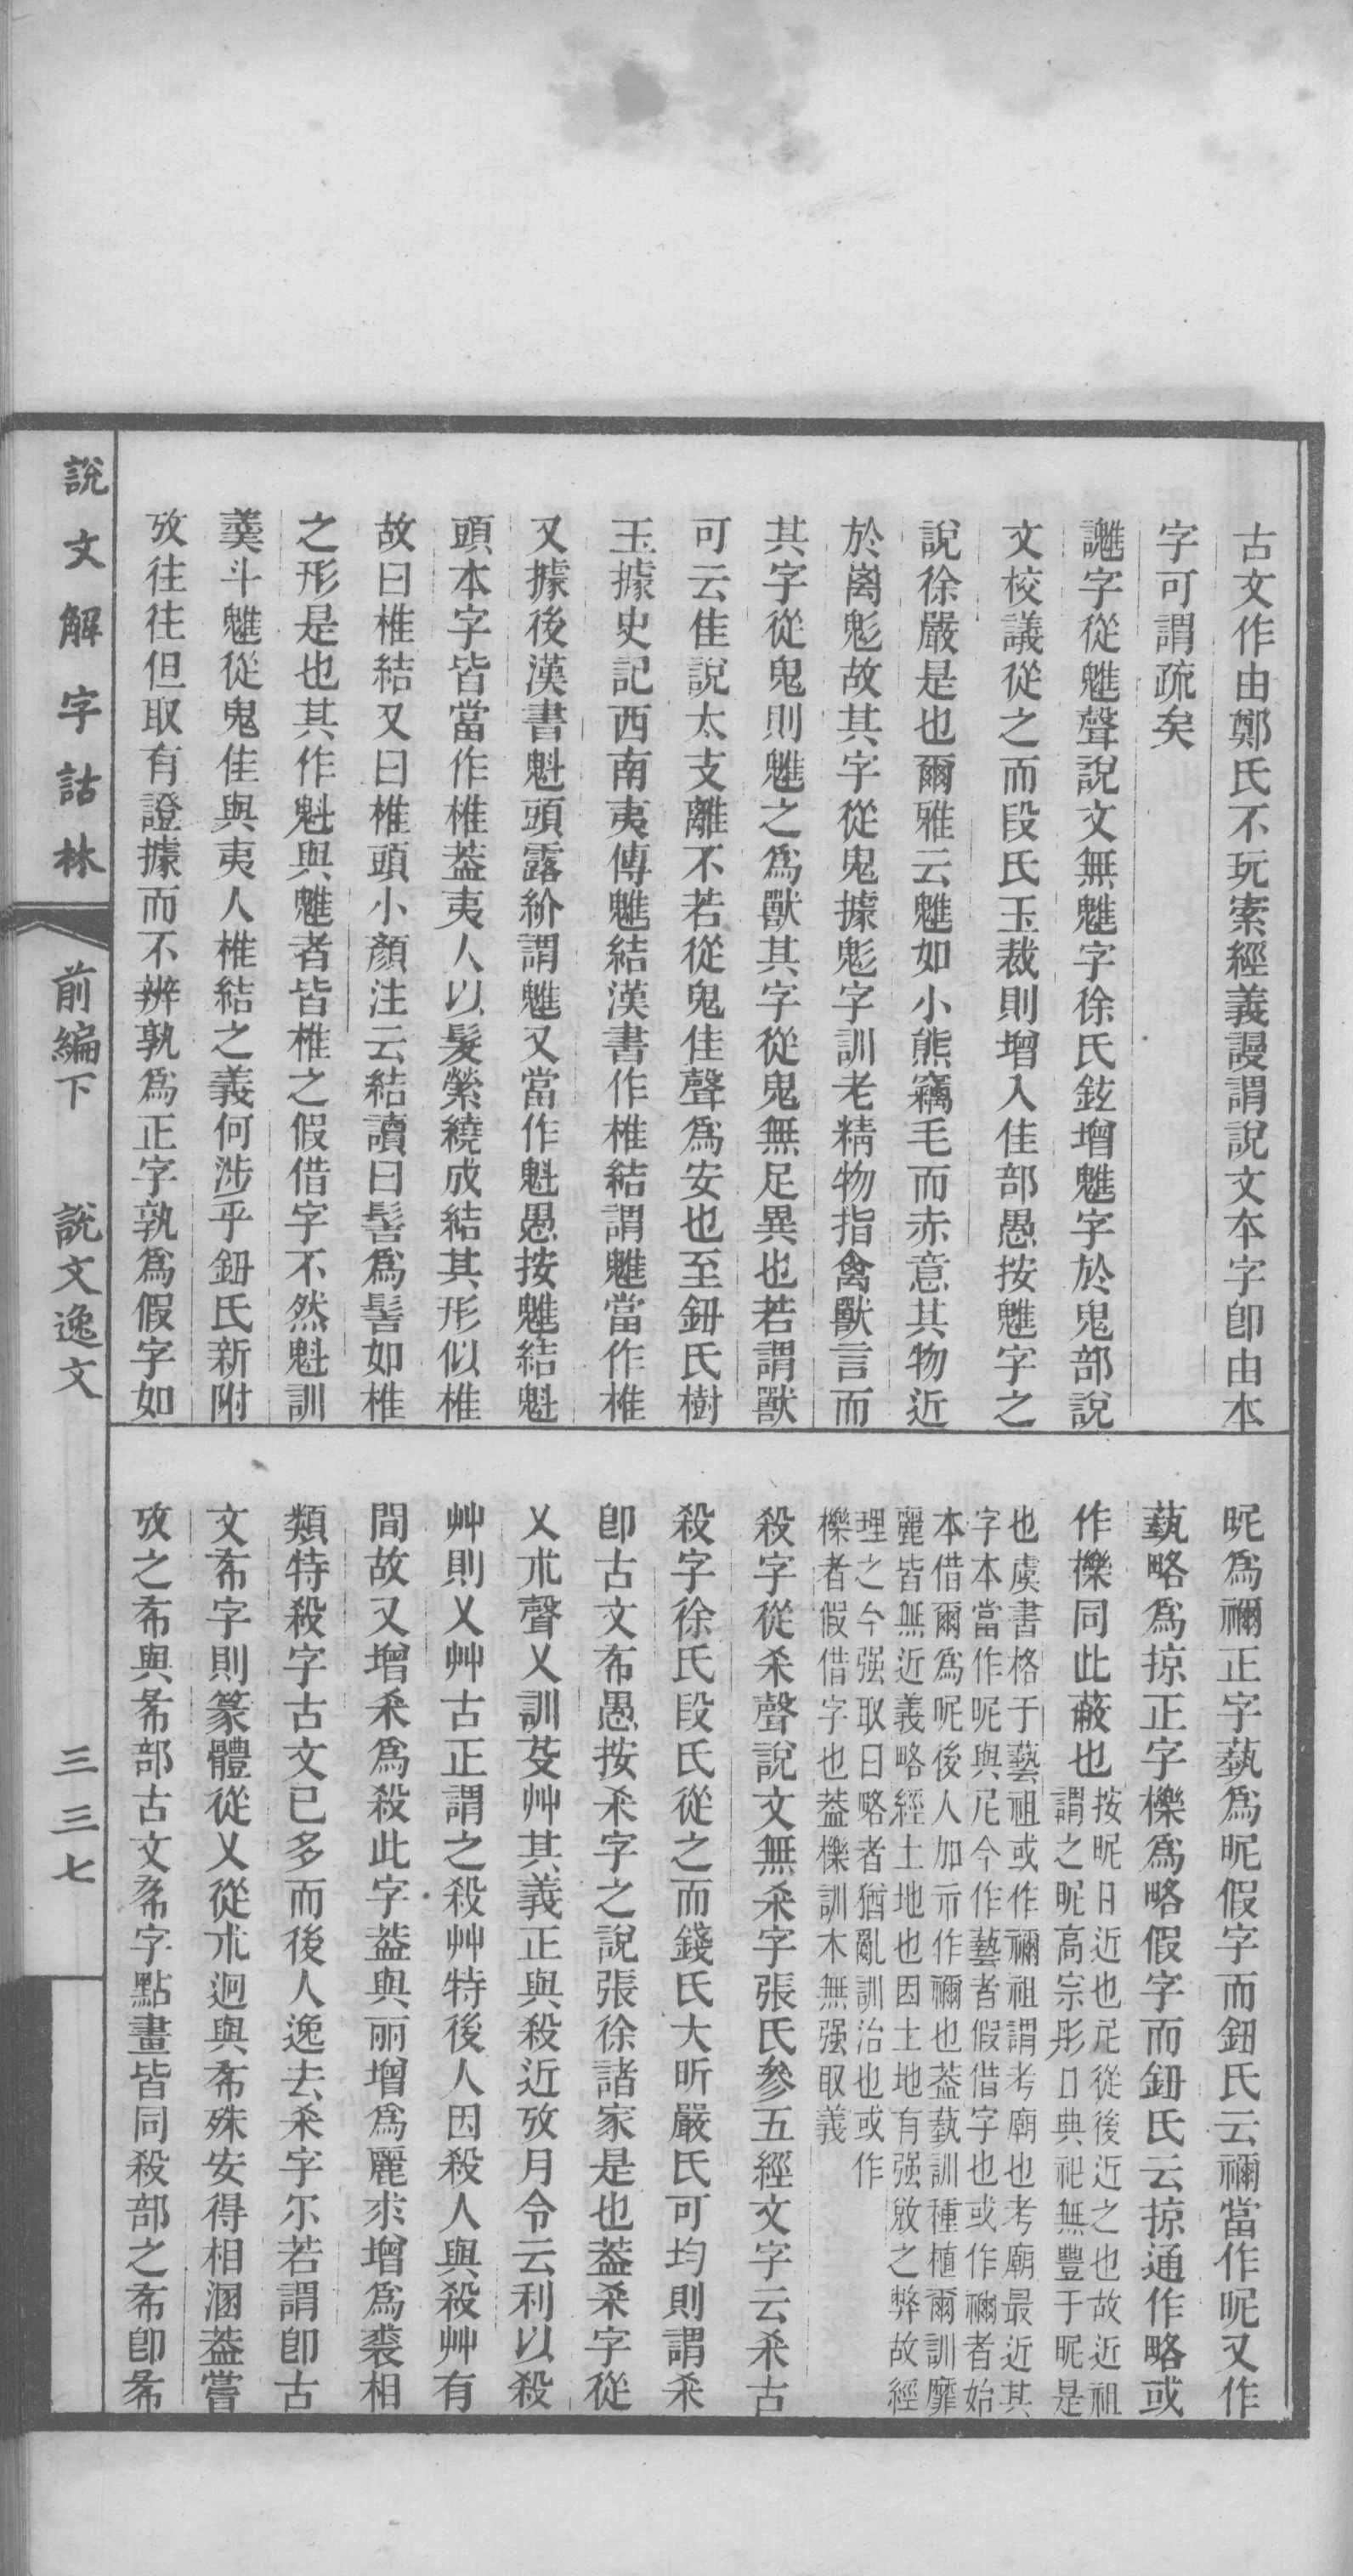 古文作由鄭氏不玩索經義謾謂說文本字卽由本
字可謂疏矣
謶字從魋聲說文無魋字徐氏鉉增魋字於鬼部說
文校議從之而段氏玉裁則增入隹部愚按魋字之
說徐嚴是也爾雅云魋如小熊竊毛而赤意其物近
於离鬽故其字從鬼據鬽字訓老精物指禽獸言而
其字從鬼則魋之爲獸其字從鬼無足異也若謂獸
可云隹說太支離不若從鬼隹聲爲安也至鈕氏樹
玉據史記西南夷傳魋結漢書作椎結謂魋當作椎
又據後漢書魁頭露紒謂魋又當作魁愚按魋結魁
頭本字皆當作椎葢夷人以髮縈繞成結其形似椎
故曰椎結又曰椎頭小顏注云結讀曰髻爲髻如椎
之形是也其作魁與魋者皆椎之假借字不然魁訓
羹斗魋從鬼隹與夷人椎結之義何涉乎鈕氏新附
攷往往但取有證據而不辨孰爲正字孰爲假字如
昵爲禰正字藝爲昵假字而鈕氏云禰當作昵又作
蓺略爲掠正字擽爲略假字而鈕氏云掠通作略或
作擽同此蔽也按昵日近也尼從後近之也故近祖
謂之昵高宗肜日典祀無豐于昵是
也虞書格于藝祖或作禰祖謂考廟也考廟最近其
字本當作昵與尼今作藝者假借字也或作禰者始
本借爾爲昵後人加示作禰也葢蓺訓種植爾訓靡
麗皆無近義略經土地也因土地有强敚之弊故經
理之今强取曰略者猶亂訓治也或作
擽者假借字也葢擽訓木無强取義
殺字從杀聲說文無杀字張氏參五經文字云杀古
殺字徐氏段氏從之而錢氏大昕嚴氏可均則謂杀
卽古文㣇愚按杀字之說張徐諸家是也葢杀字從
乂朮聲乂訓芟艸其義正與殺近攷月令云利以殺
艸則乂艸古正謂之殺艸特後人因殺人與殺艸有
間故又增杀爲殺此字葢與丽增爲麗求增爲裘相
類特殺字古文已多而後人逸去杀字尒若謂卽古
文㣇字則篆體從乂從朮迥與㣇殊安得相溷葢嘗
攷之㣇與㣇部古文㣇字點畫皆同殺部之㣇卽㣇
說文解字詁林
前編下 說文逸文
三三七